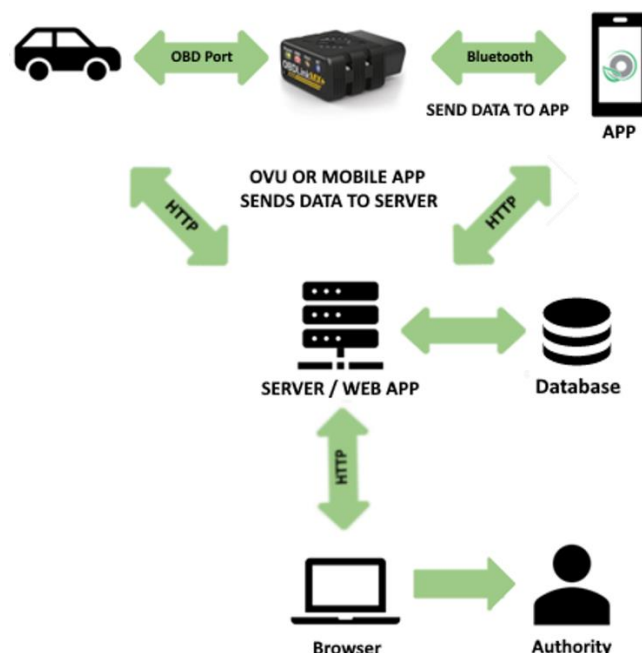 OBD Port
OBDLinkMX+
Bluetooth
SEND DATA TO APP
APP
OVU OR MOBILE APP
SENDS DATA TO SERVER
HTTP
HTTP
SERVER / WEB APP
Database
HTTP
Browser
Authority